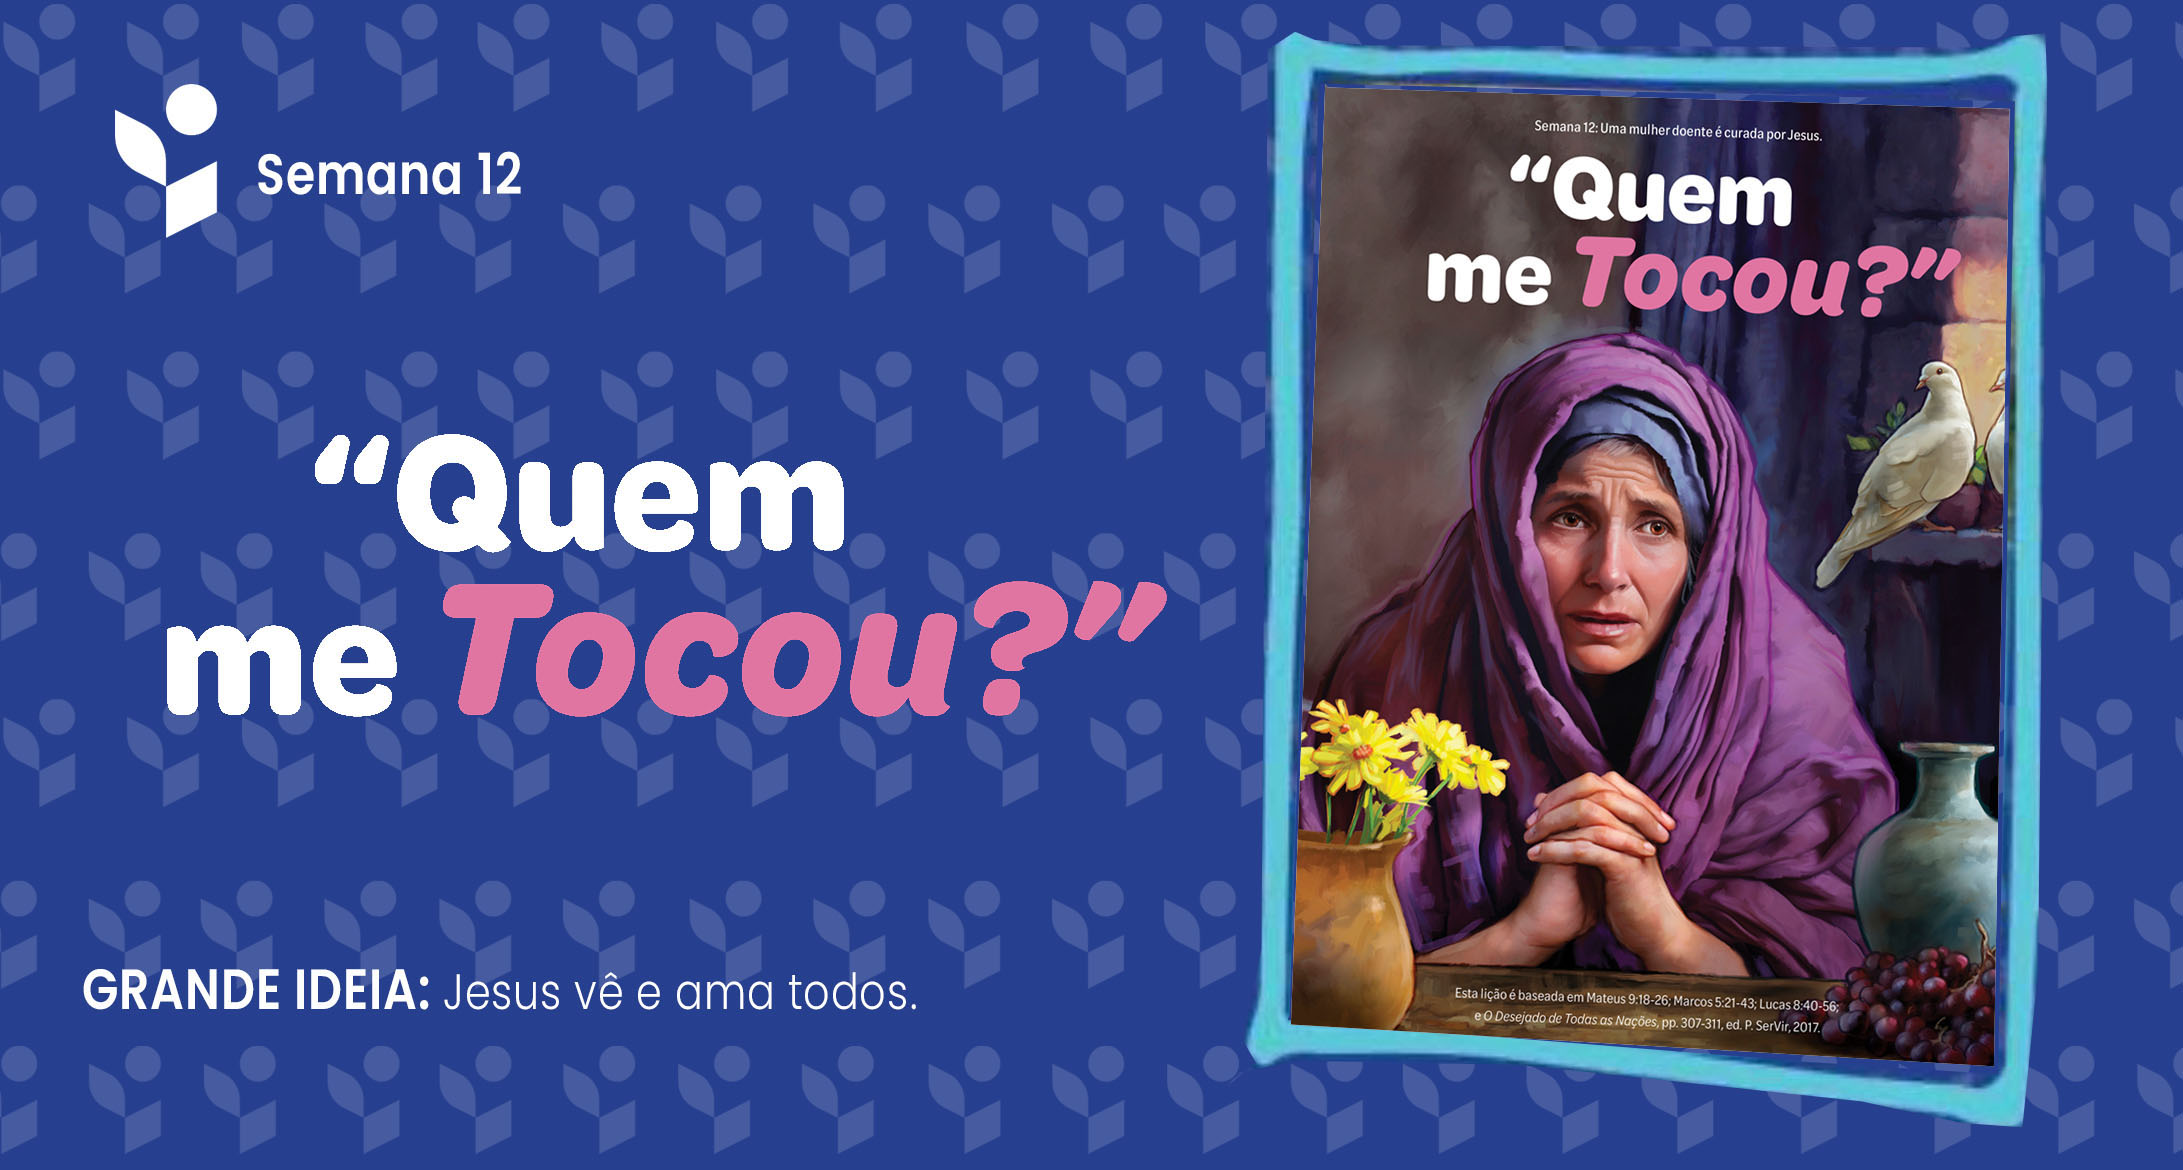 Semana 12
“Quem
me Tocou?”
GRANDE IDEIA: Jesus vê e ama todos.
Semana 12: Uma mulher doente é curada por Jesus.
“Quem
me Tocou?”
Esta lição é baseada em Mateus 9:18-26; Marcos 5:21-43; Lucas 8:40-56;
e O Desejado de Todas as Nações, pp. 307-311, ed. P. SerVir, 2017.